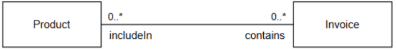 Product
0..*
includeIn
0..*
contains
Invoice